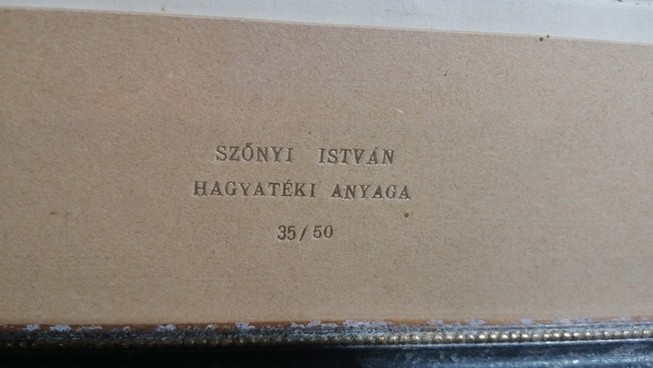 SZŐNYI ISTVÁN
HAGYATÉKI ANYAGA
35/50